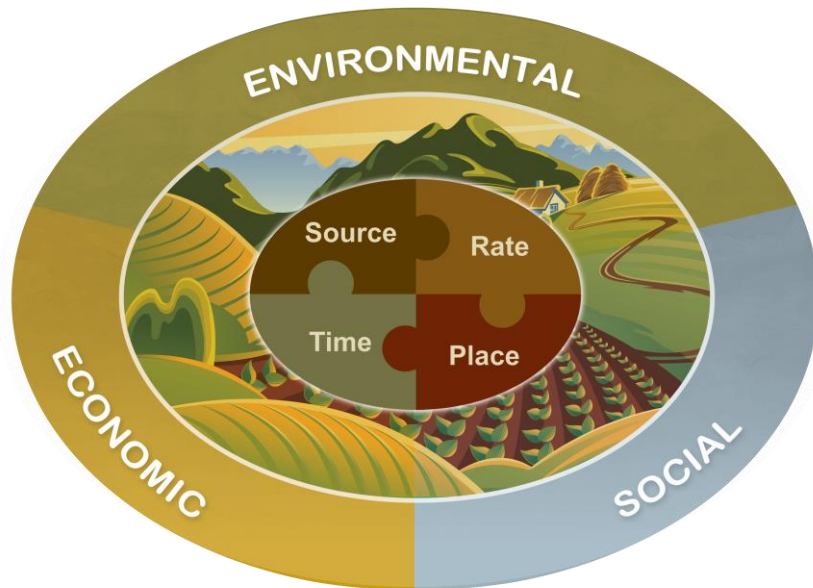 ENVIRONMENTAL
Source
Rate
Time
Place
ECONOMIC
SOCIAL